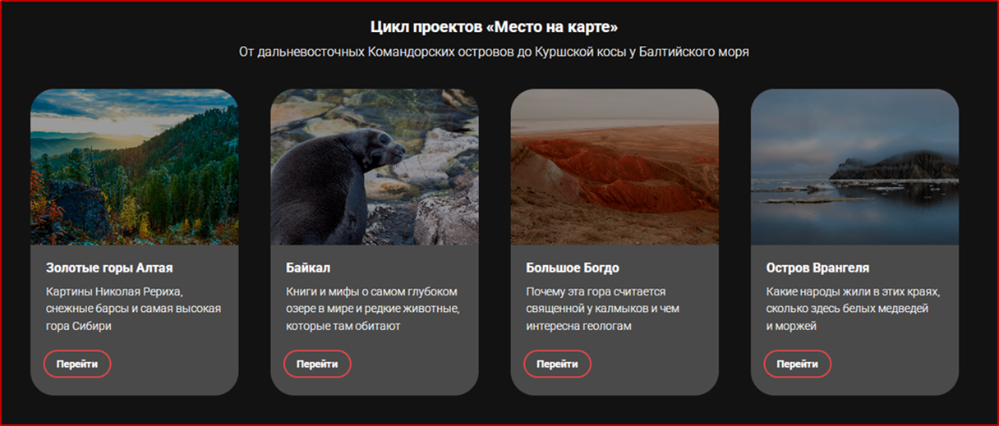 Цикл проектов «Место на карте»
От дальневосточных Командорских островов до Куршской косы у Балтийского моря
Золотые горы Алтая
Картины Николая Рериха,
снежные барсы и самая высокая
гора Сибири
Перейти
Байкал
Книги и мифы о самом глубоком
озере в мире и редкие животные,
которые там обитают
Перейти
Большое Богдо
Почему эта гора считается
священной у калмыков и чем
интересна геологам
Перейти
Остров Врангеля
Какие народы жили в этих краях,
сколько здесь белых медведей
и моржей
Перейти